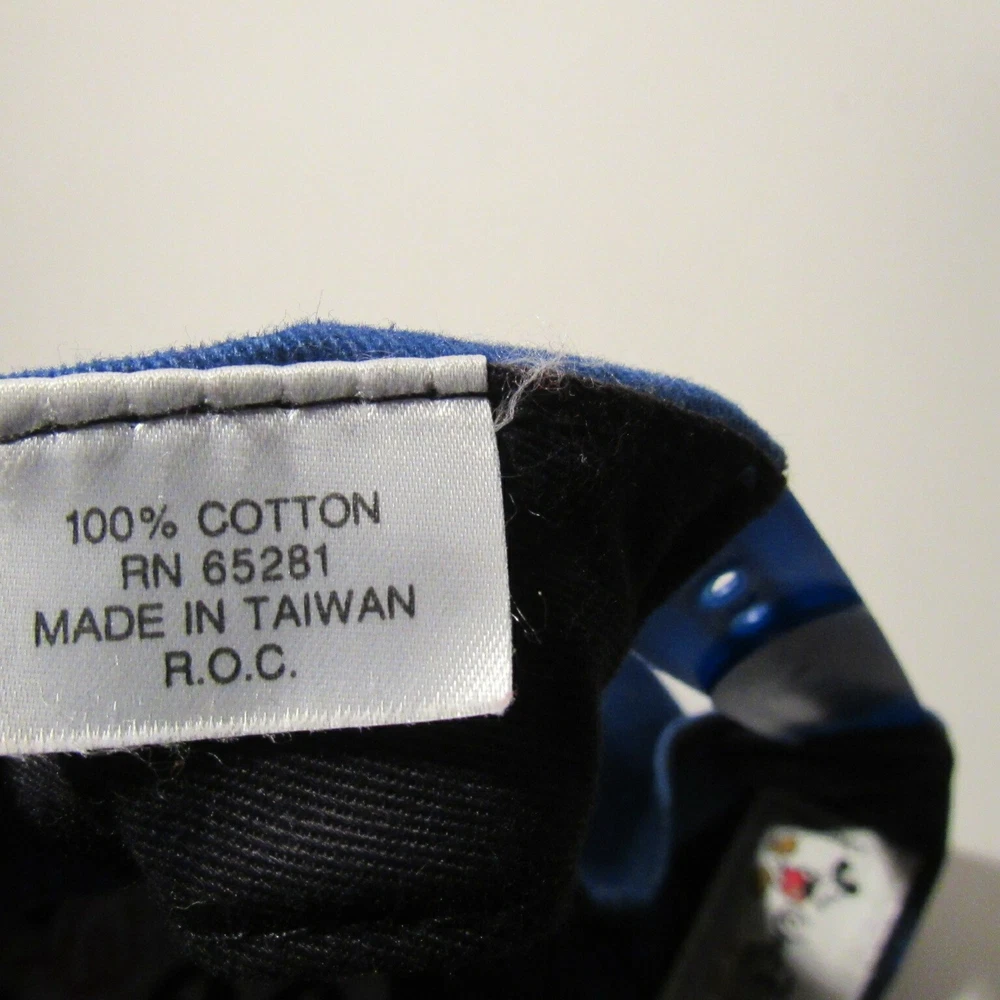 100% COTTON
RN 65281
MADE IN TAIWAN
R.O.C.